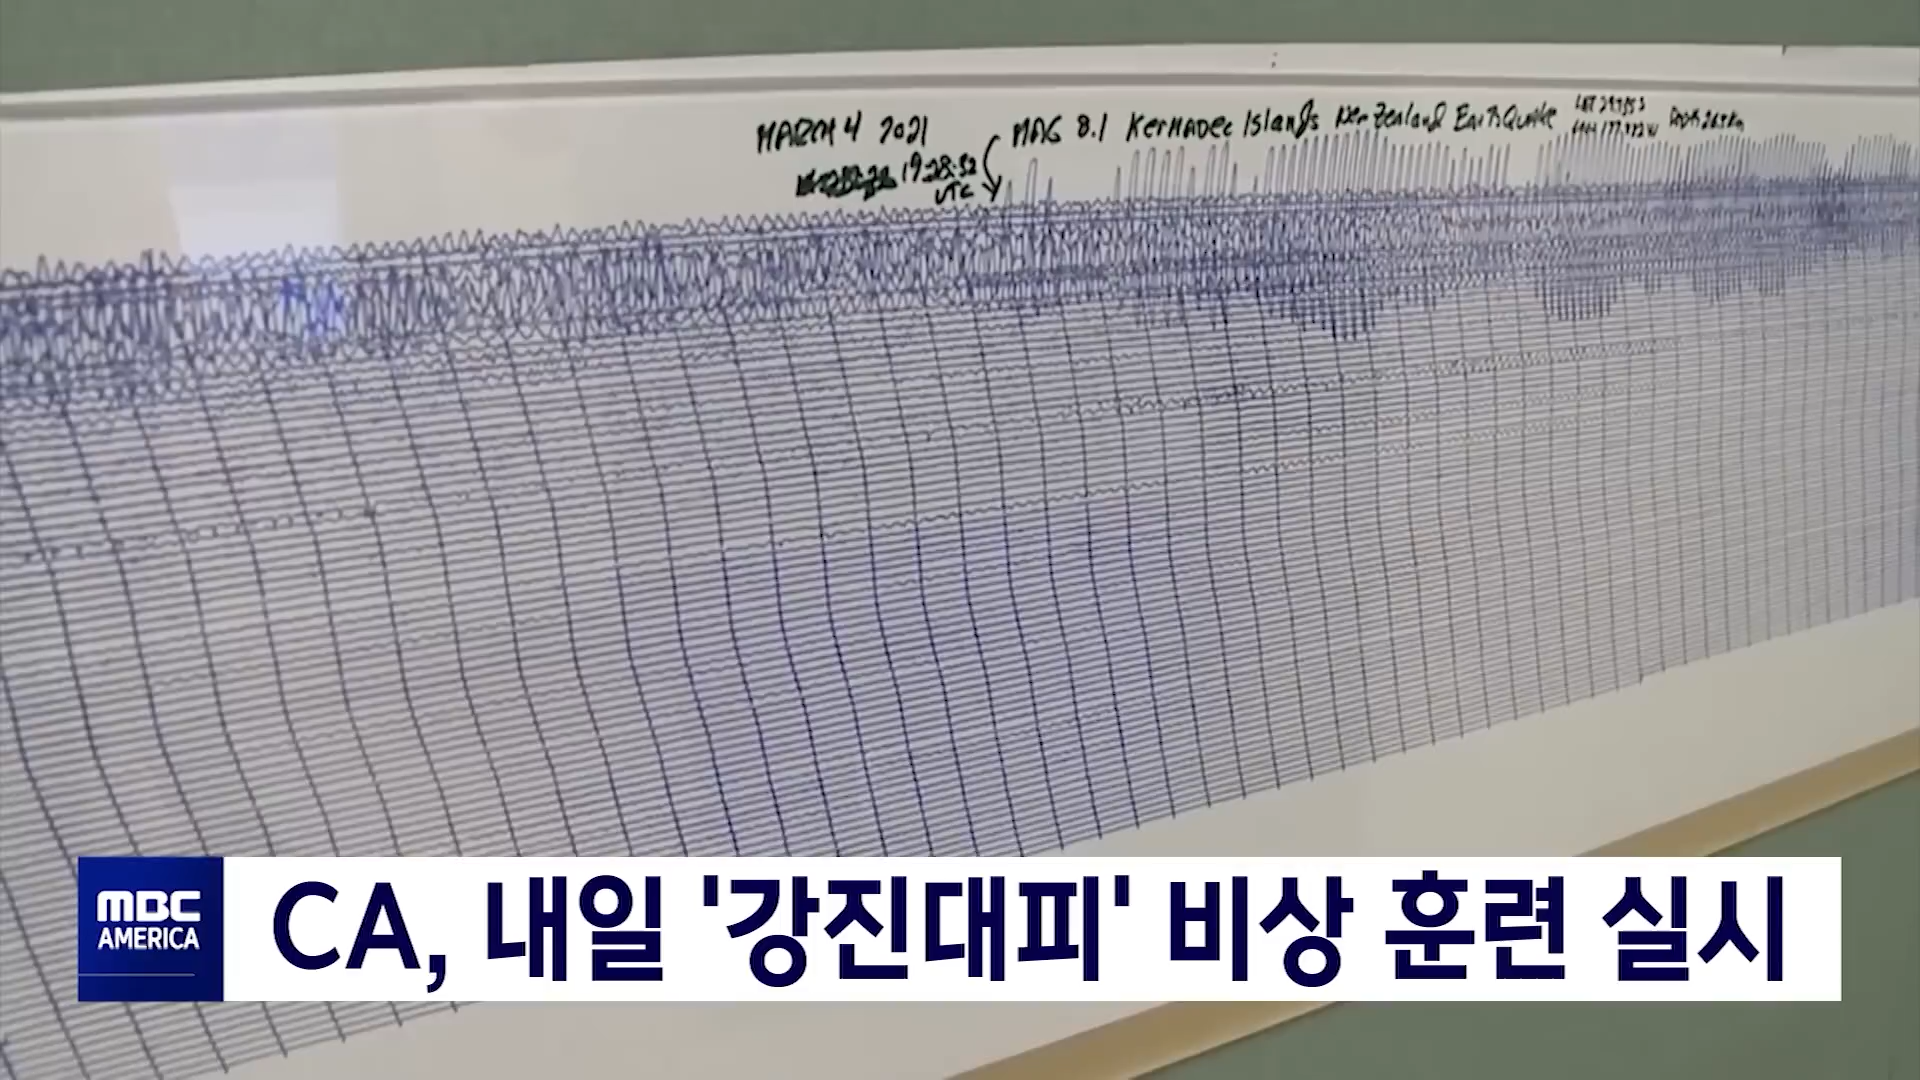 MARCH 4 2021
MAG 8.1 KERMADEC Islands New Zealand EarthQuake
19:28:32
UTC
MBC
AMERICA
CA, 내일 '강진대피' 비상 훈련 실시